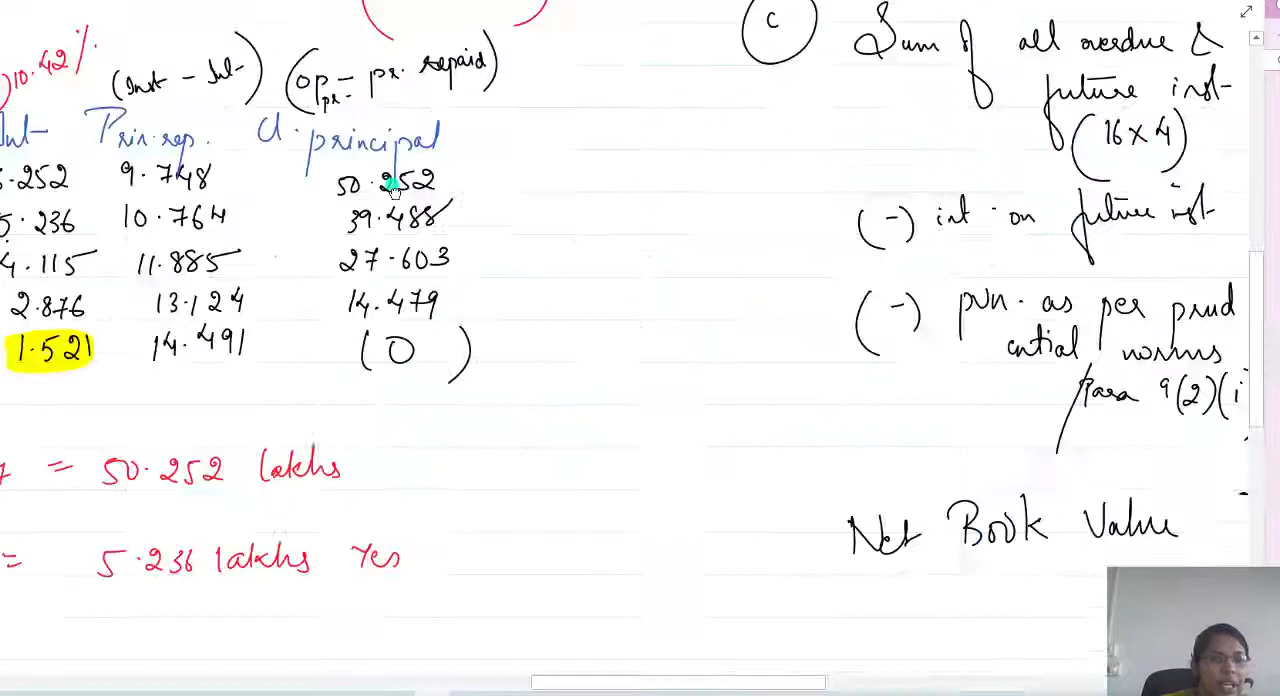 ) 10.42%
(Inst - Int) (Op pr - pr. repaid)
Int Prin.rep. Cl. principal
.252 9.748 50.252
5.236 10.764 39.488
4.115 11.885 27.603
2.876 13.124 14.479
1.521 14.491 (0)
= 50.252 lakhs
= 5.236 lakhs Yes
C Sum of all overdue &
future inst
(16 x 4)
(-) int. on future inst
(-) pvn. as per prud
ential norms
Para 9(2)(i
Net Book Value